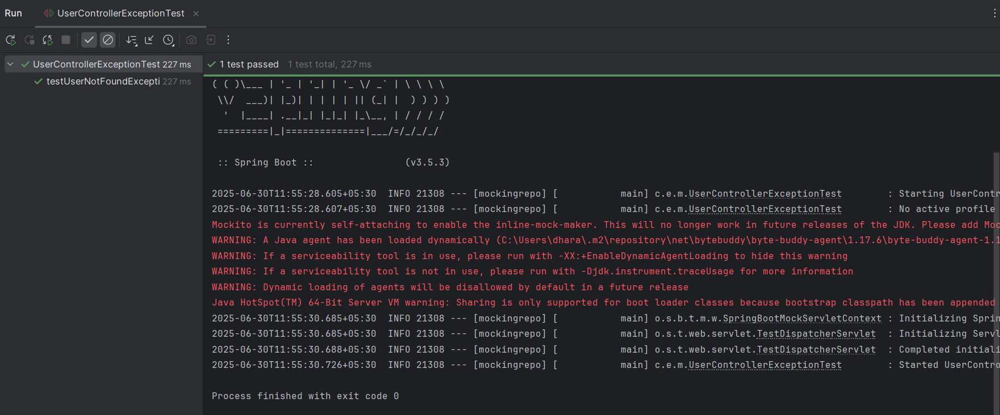 Run UserControllerExceptionTest
UserControllerExceptionTest 227 ms
testUserNotFoundExcepti 227 ms
1 test passed 1 test total, 227 ms
( ( )\___ | '_ | '_| | '_ \/ _` | \ \ \ \
 \\/  ___)| |_)| | | | | || (_| |  ) ) ) )
  '  |____| .__|_| |_|_| |_\__, | / / / /
 =========|_|==============|___/=/_/_/_/
 :: Spring Boot ::                (v3.5.3)
2025-06-30T11:55:28.605+05:30  INFO 21308 --- [mockingrepo] [           main] c.e.m.UserControllerExceptionTest        : Starting UserContr
2025-06-30T11:55:28.607+05:30  INFO 21308 --- [mockingrepo] [           main] c.e.m.UserControllerExceptionTest        : No active profile
Mockito is currently self-attaching to enable the inline-mock-maker. This will no longer work in future releases of the JDK. Please add Moc
WARNING: A Java agent has been loaded dynamically (C:\Users\dhara\.m2\repository\net\bytebuddy\byte-buddy-agent\1.17.6\byte-buddy-agent-1.1
WARNING: If a serviceability tool is in use, please run with -XX:+EnableDynamicAgentLoading to hide this warning
WARNING: If a serviceability tool is not in use, please run with -Djdk.instrument.traceUsage for more information
WARNING: Dynamic loading of agents will be disallowed by default in a future release
Java HotSpot(TM) 64-Bit Server VM warning: Sharing is only supported for boot loader classes because bootstrap classpath has been appended
2025-06-30T11:55:30.685+05:30  INFO 21308 --- [mockingrepo] [           main] o.s.b.t.m.w.SpringBootMockServletContext : Initializing Sprin
2025-06-30T11:55:30.685+05:30  INFO 21308 --- [mockingrepo] [           main] o.s.t.web.servlet.TestDispatcherServlet  : Initializing Servl
2025-06-30T11:55:30.688+05:30  INFO 21308 --- [mockingrepo] [           main] o.s.t.web.servlet.TestDispatcherServlet  : Completed initiali
2025-06-30T11:55:30.726+05:30  INFO 21308 --- [mockingrepo] [           main] c.e.m.UserControllerExceptionTest        : Started UserContro
Process finished with exit code 0